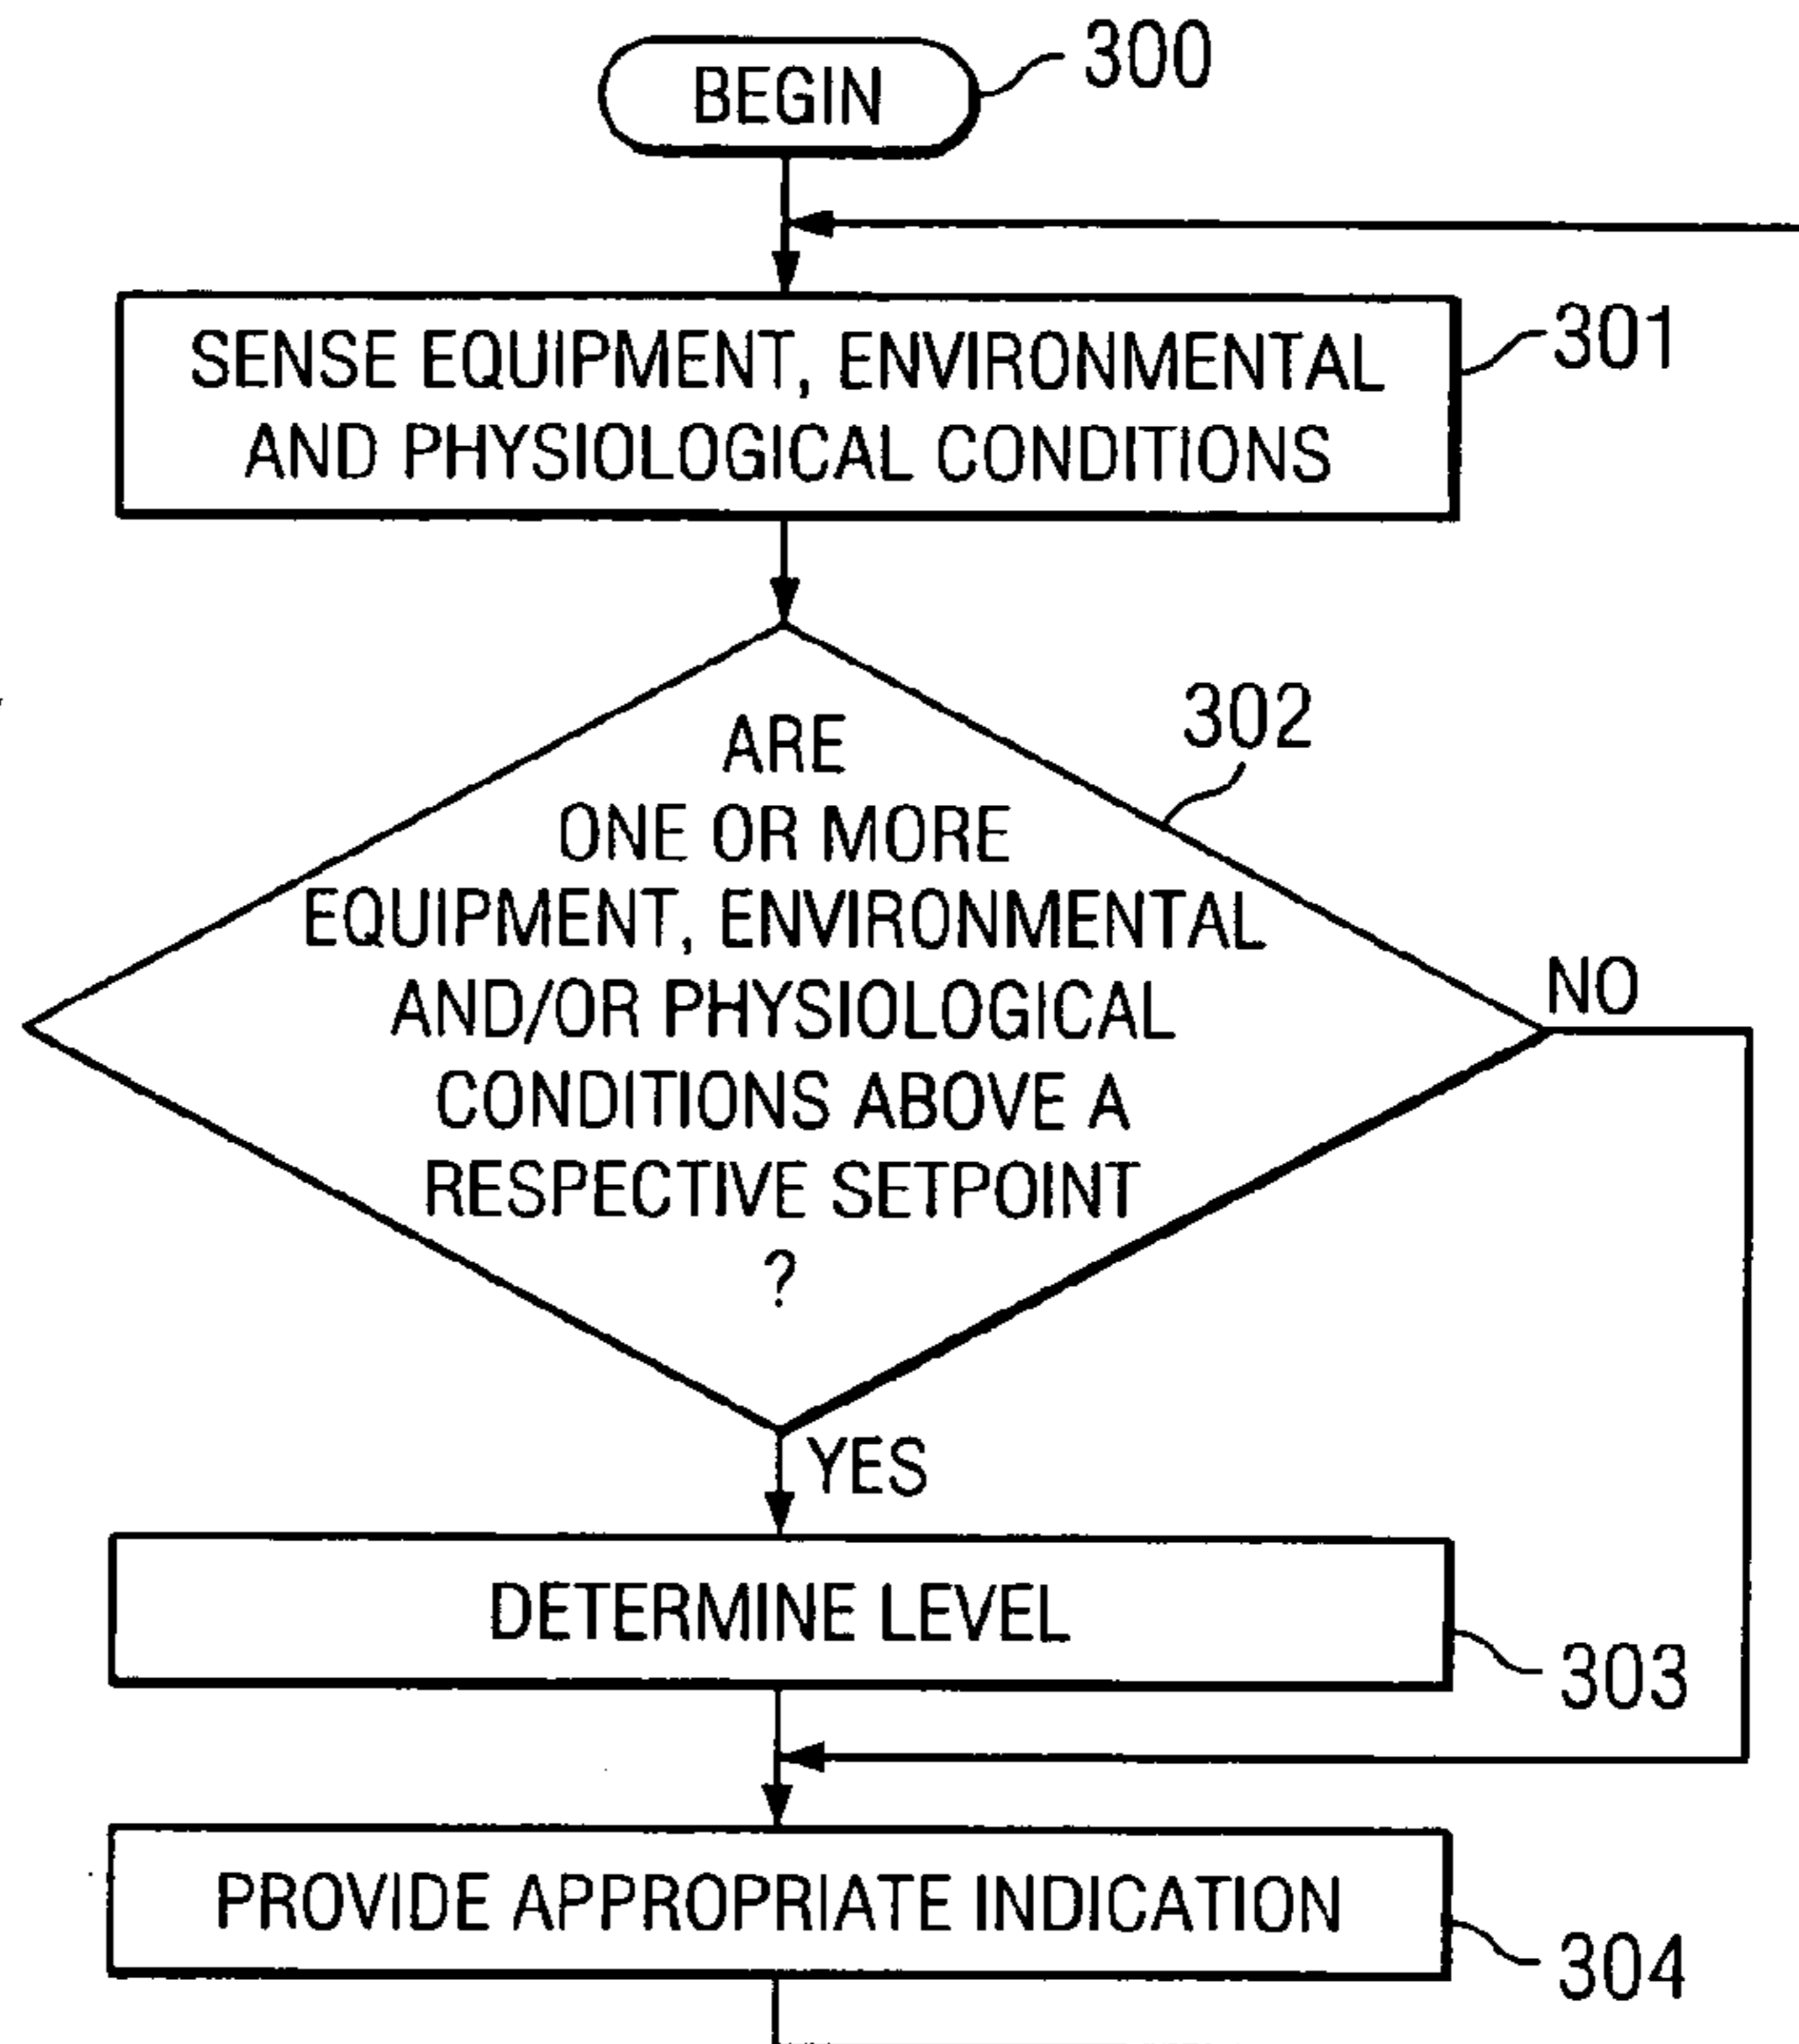 BEGIN
300
SENSE EQUIPMENT, ENVIRONMENTAL
AND PHYSIOLOGICAL CONDITIONS
301
302
ARE
ONE OR MORE
EQUIPMENT, ENVIRONMENTAL
AND/OR PHYSIOLOGICAL
CONDITIONS ABOVE A
RESPECTIVE SETPOINT
?
NO
YES
DETERMINE LEVEL
303
PROVIDE APPROPRIATE INDICATION
304